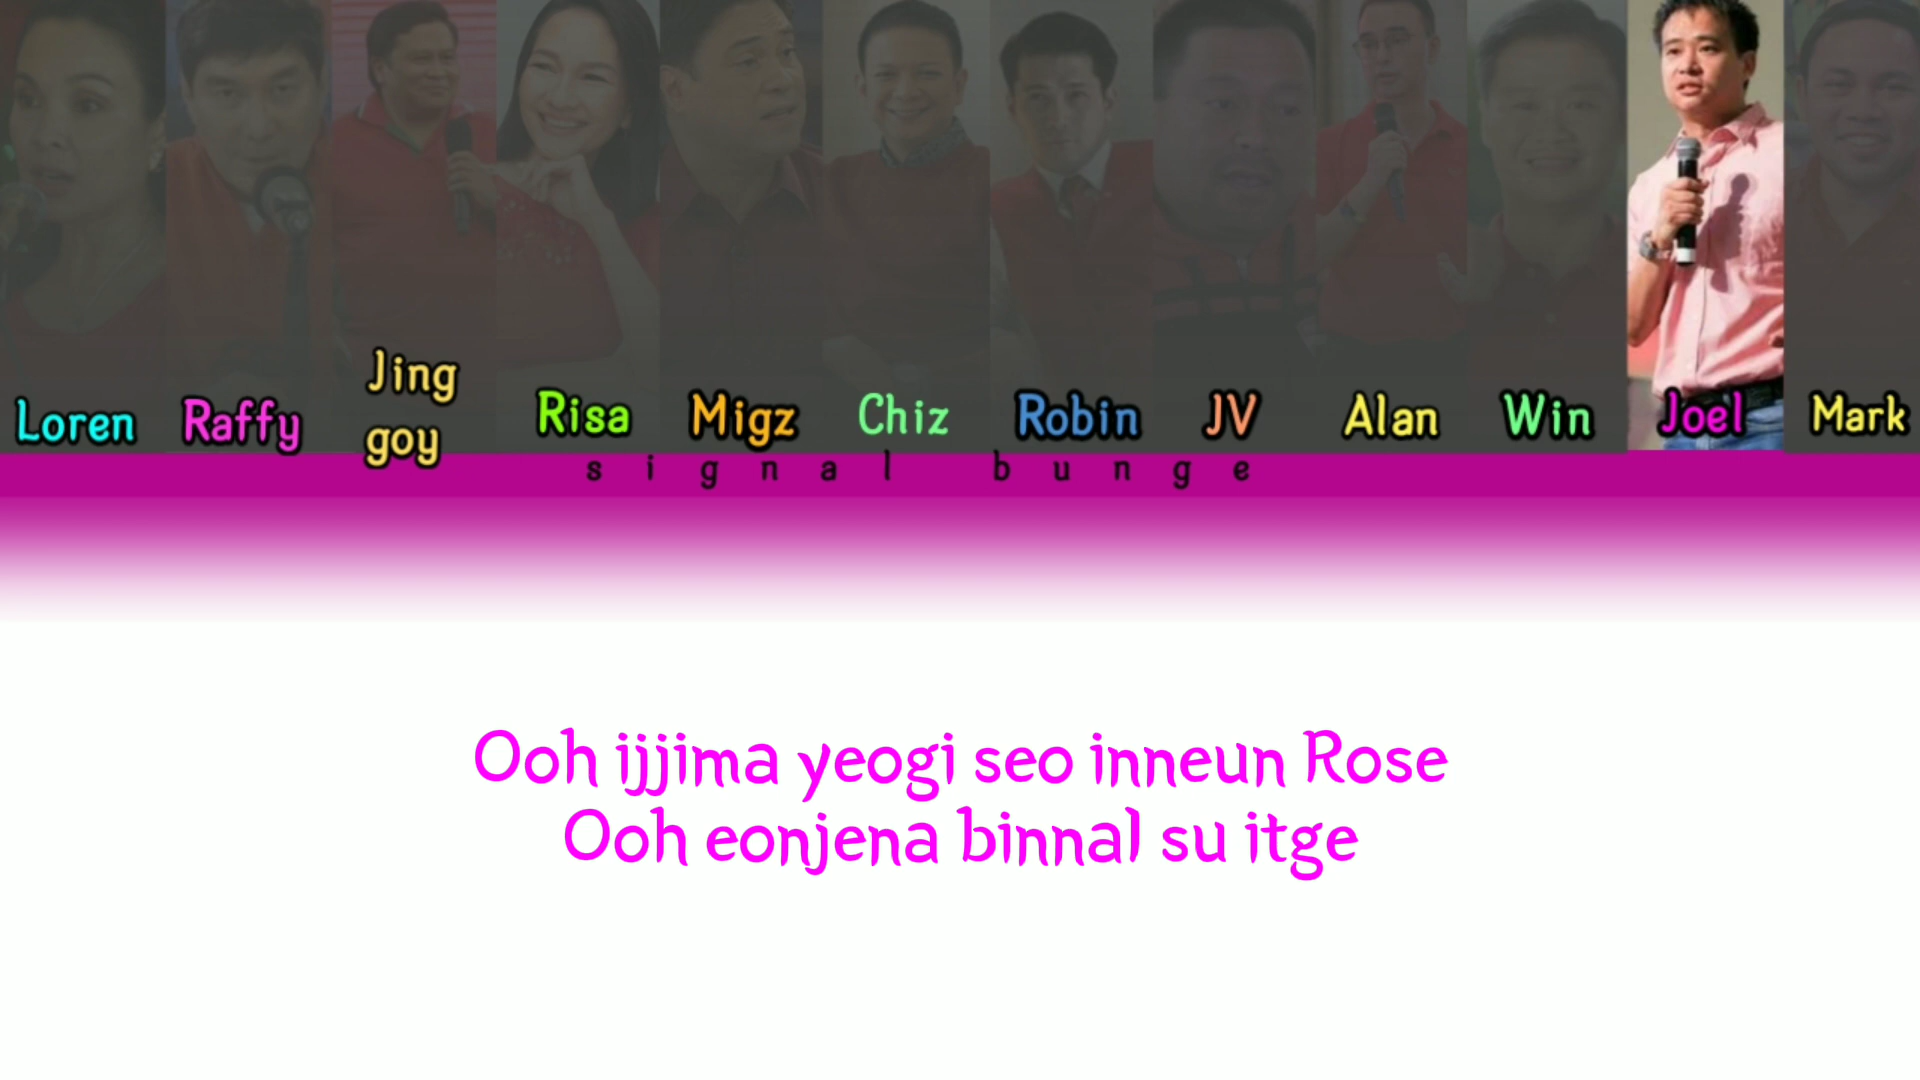 Loren Raffy Jing goy Risa Migz Chiz Robin JV Alan Win Joel Mark
signal bunge
Ooh ijjima yeogi seo inneun Rose
Ooh eonjena binnal su itge